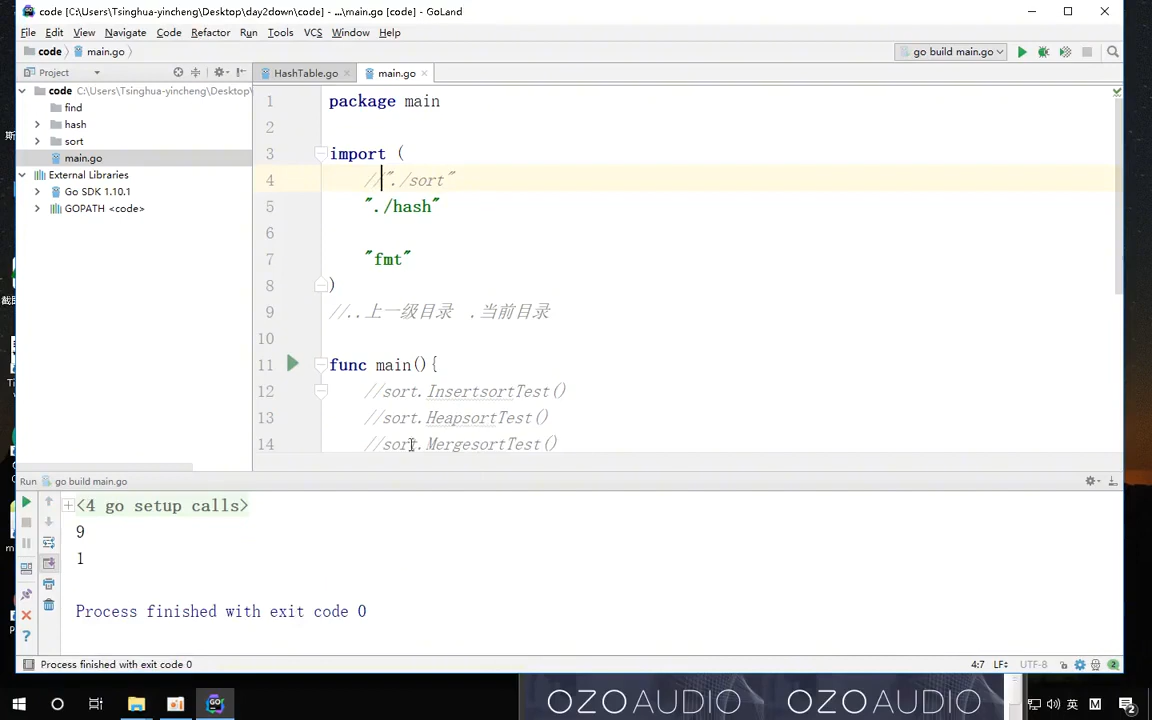 code [C:\Users\Tsinghua-yincheng\Desktop\day2down\code] - ...\main.go [code] - GoLand
File Edit View Navigate Code Refactor Run Tools VCS Window Help
code main.go go build main.go
Project HashTable.go main.go
code C:\Users\Tsinghua-yincheng\Desktop\
find
hash
sort
main.go
External Libraries
Go SDK 1.10.1
GOPATH <code>
1 package main
2
3 import (
4 //"./sort"
5 "./hash"
6
7 "fmt"
8 )
9 //..上一级目录 .当前目录
10
11 func main(){
12 //sort.InsertsortTest()
13 //sort.HeapsortTest()
14 //sort.MergesortTest()
Run go build main.go
<4 go setup calls>
9
1
Process finished with exit code 0
Process finished with exit code 0 4:7 LF÷ UTF-8 2
OZOAUDIO OZOAUDIO
英 M 2